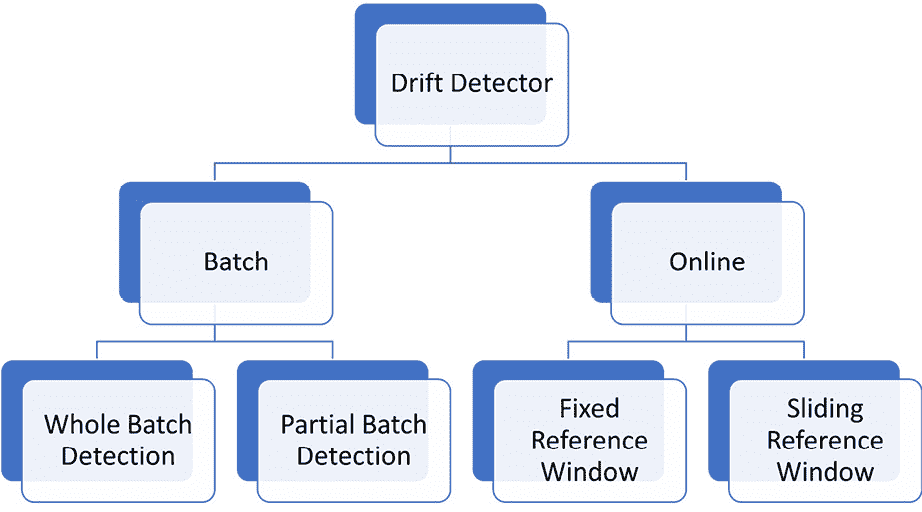 Drift Detector
Batch
Online
Whole Batch
Detection
Partial Batch
Detection
Fixed
Reference
Window
Sliding
Reference
Window